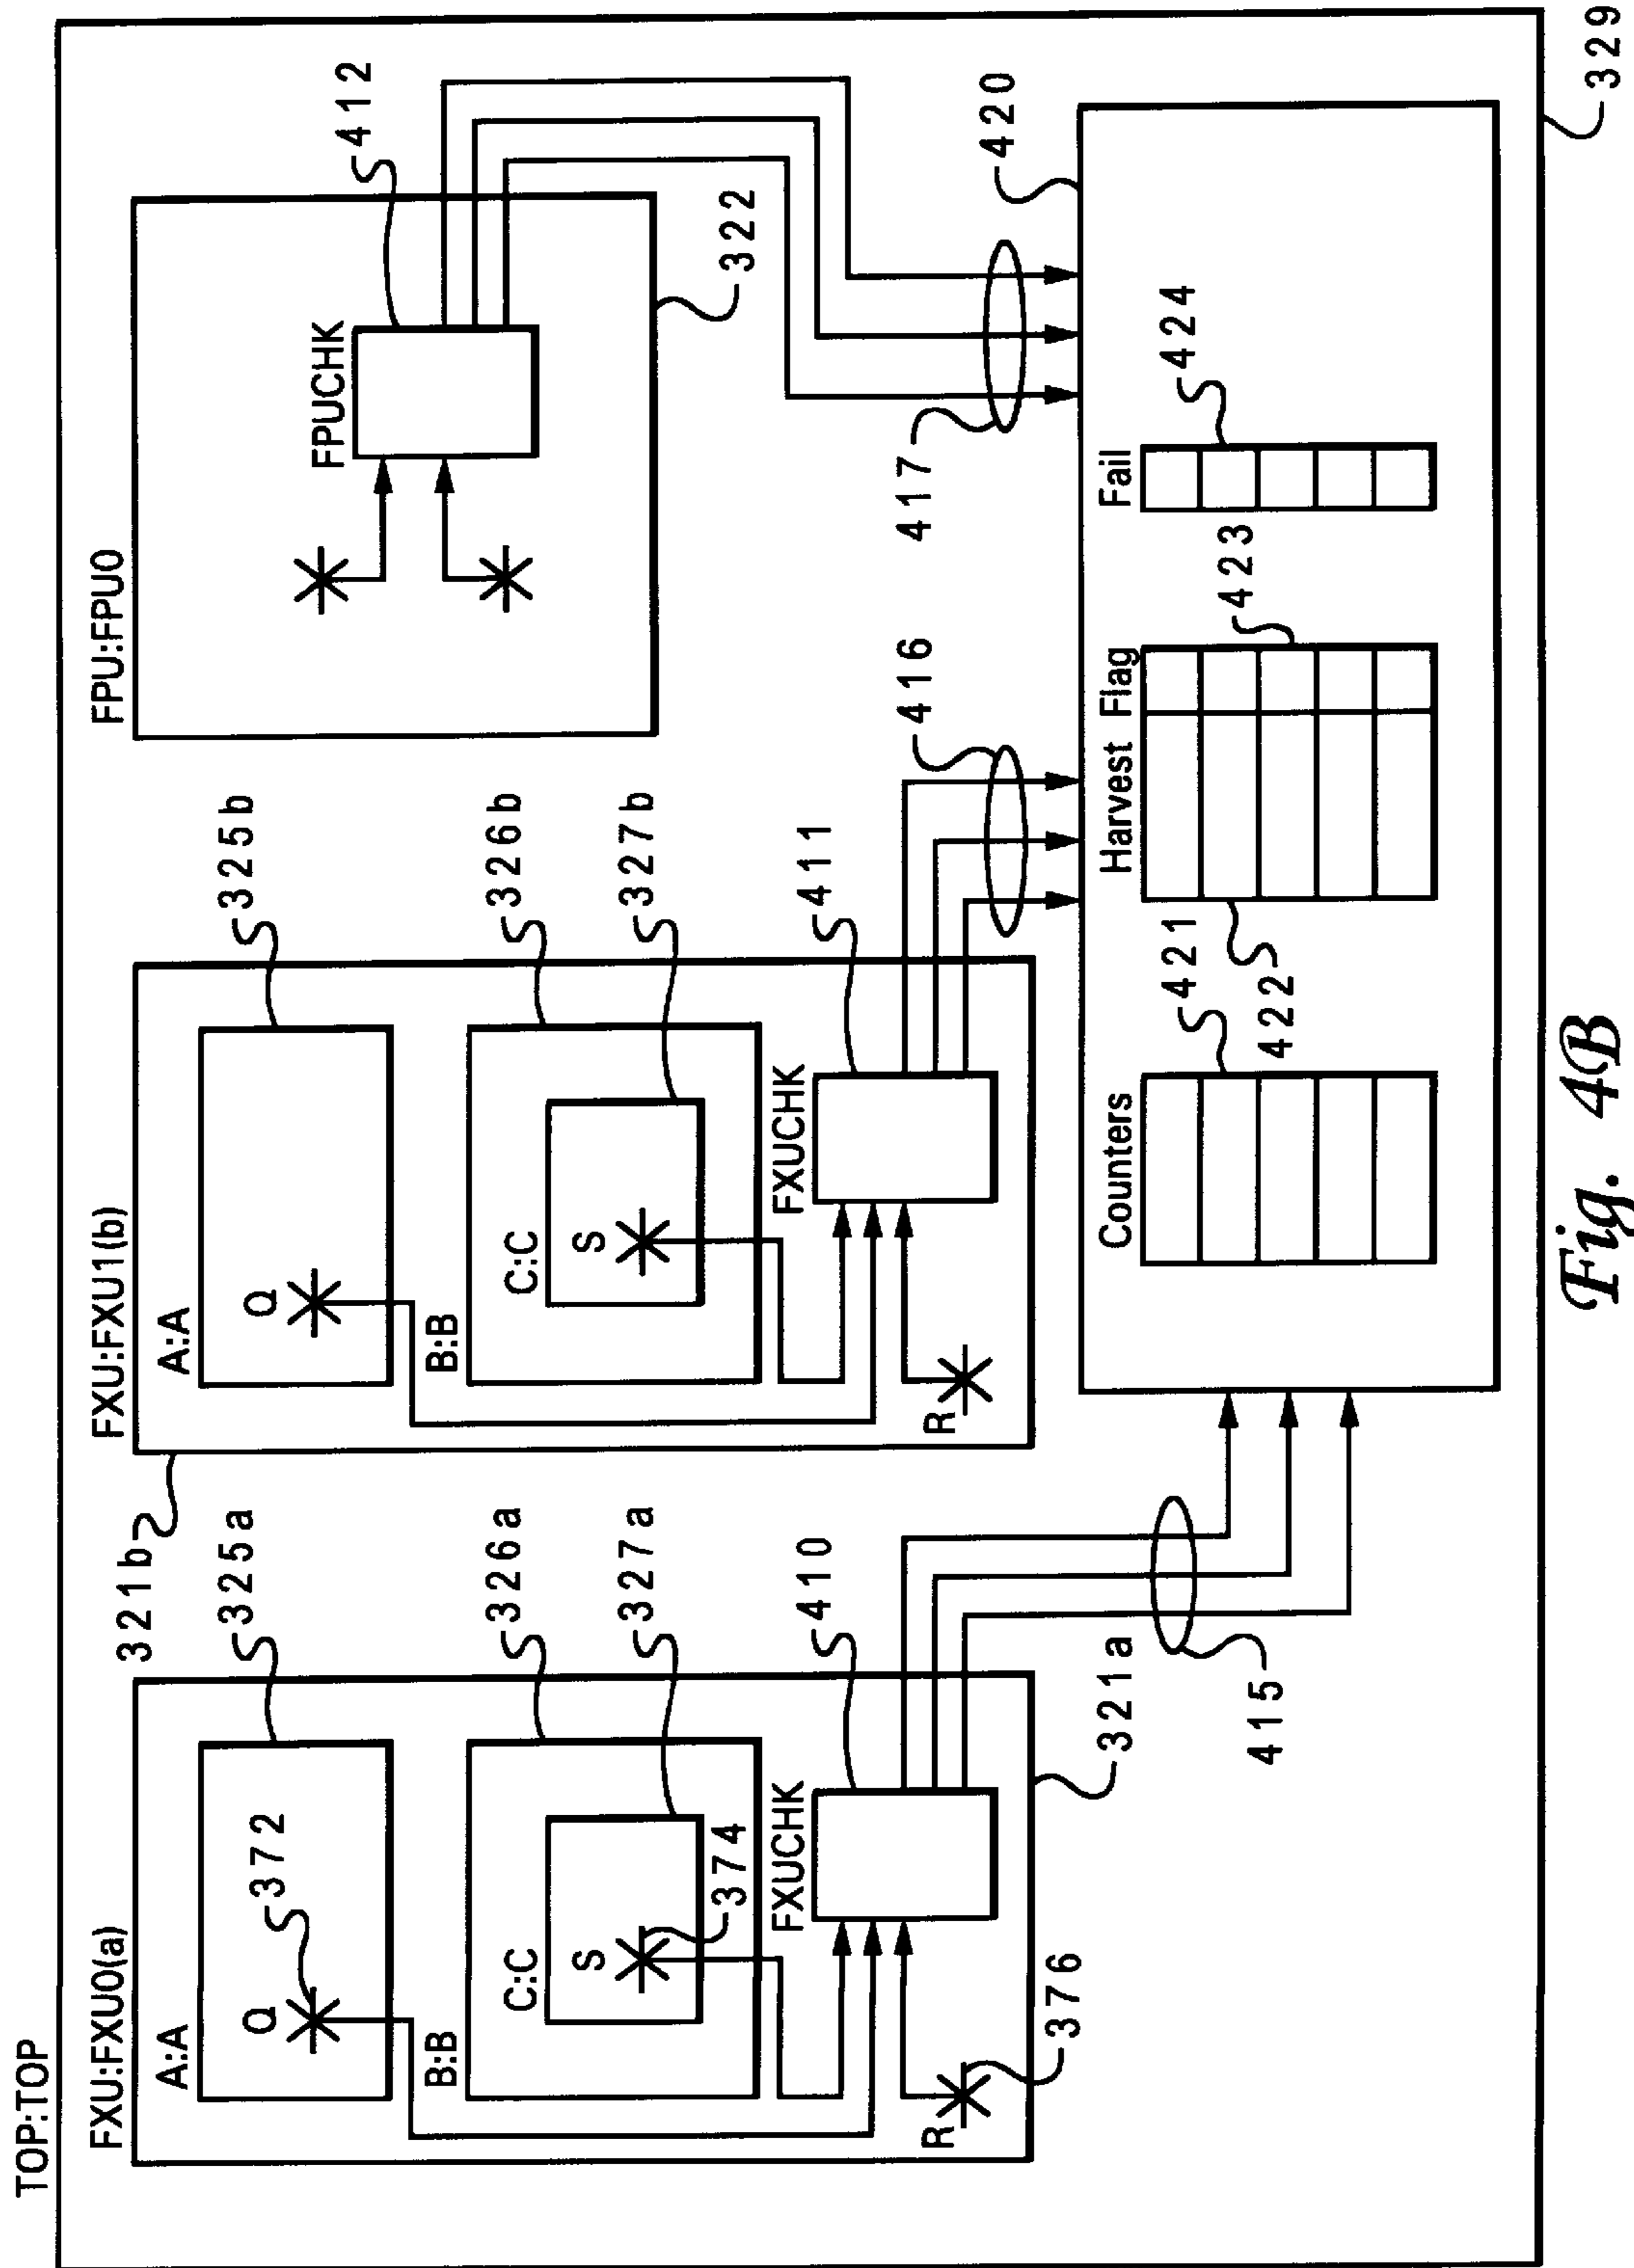 TOP:TOP
FXU:FXU0(a)
A:A
Q
372
325a
B:B
C:C
S
374
326a
327a
FXUCHK
410
R
376
321a
415
321b
FXU:FXU1(b)
A:A
Q
325b
B:B
C:C
S
326b
327b
FXUCHK
411
R
416
FPU:FPU0
FPUCHK
412
322
417
420
Counters
421
422
Harvest Flag
423
Fail
424
329
Fig. 4B